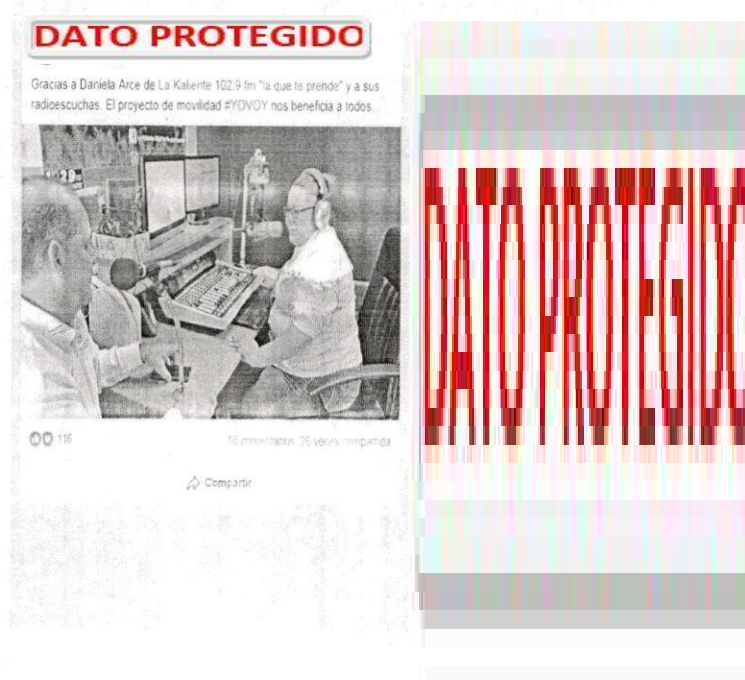 DATO PROTEGIDO
Gracias a Daniela Arce de La Kaliente 102.9 fm "la que te prende" y a sus
radioescuchas. El proyecto de movilidad #YOVOY nos beneficia a todos.
116
10 comentarios 26 veces compartida
Compartir
DATO PROTEGIDO